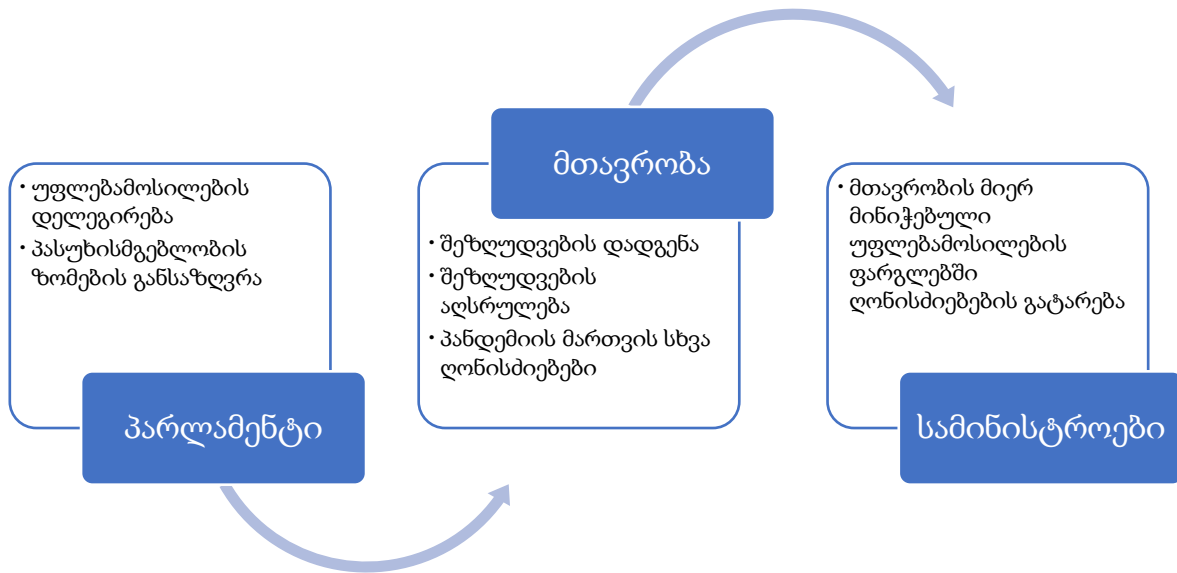 • უფლებამოსილების
დელეგირება
• პასუხისმგებლობის
ზომების განსაზღვრა
პარლამენტი
მთავრობა
• შეზღუდვების დადგენა
• შეზღუდვების
აღსრულება
• პანდემიის მართვის სხვა
ღონისძიებები
• მთავრობის მიერ
მინიჭებული
უფლებამოსილების
ფარგლებში
ღონისძიებების გატარება
სამინისტროები